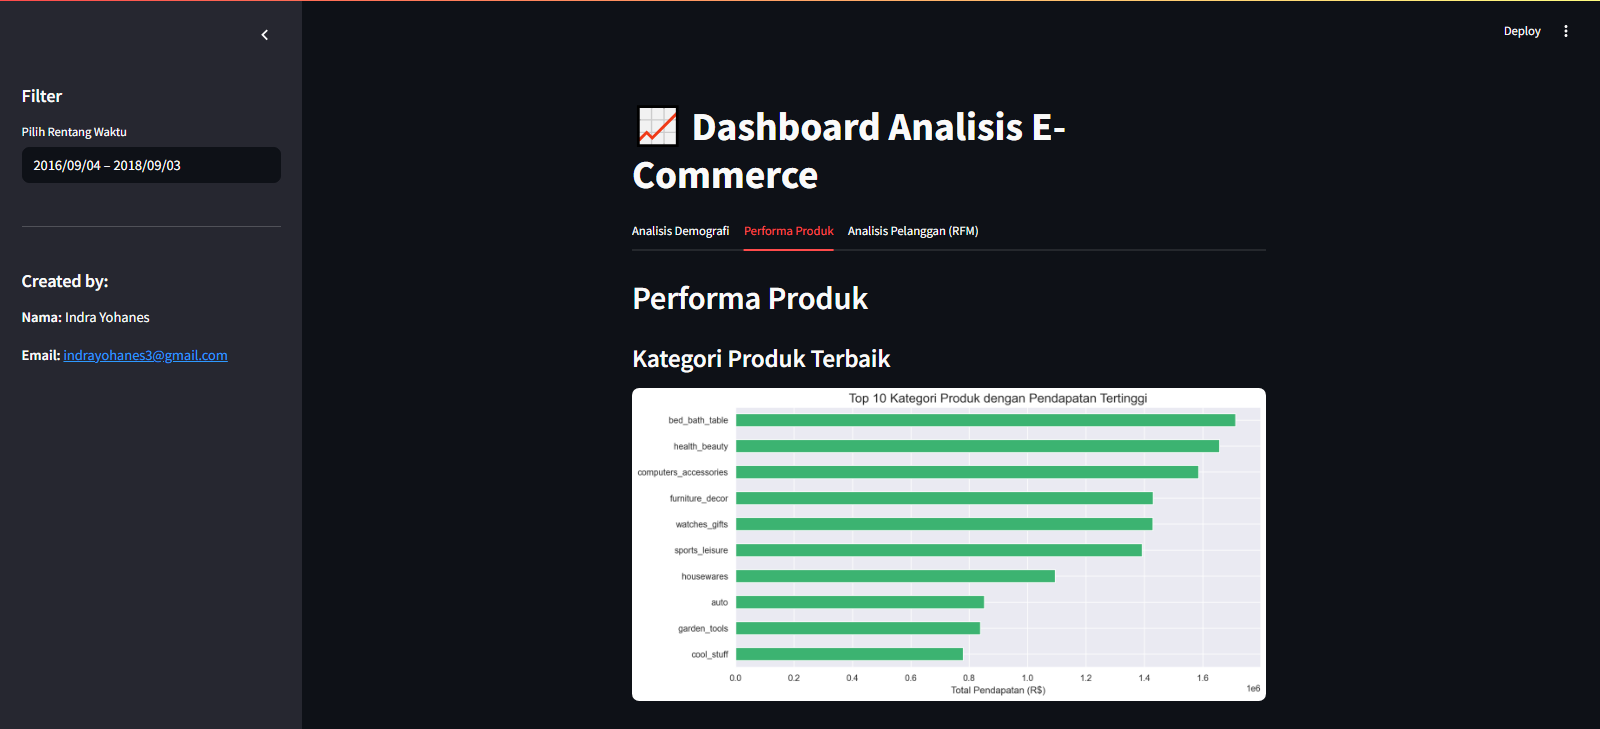 Deploy
Filter
Pilih Rentang Waktu
2016/09/04 – 2018/09/03
Created by:
Nama: Indra Yohanes
Email: indrayohanes3@gmail.com
Dashboard Analisis E-
Commerce
Analisis Demografi Performa Produk Analisis Pelanggan (RFM)
Performa Produk
Kategori Produk Terbaik
Top 10 Kategori Produk dengan Pendapatan Tertinggi
bed_bath_table
health_beauty
computers_accessories
furniture_decor
watches_gifts
sports_leisure
housewares
auto
garden_tools
cool_stuff
0.0 0.2 0.4 0.6 0.8 1.0 1.2 1.4 1.6
Total Pendapatan (R$)
1e6